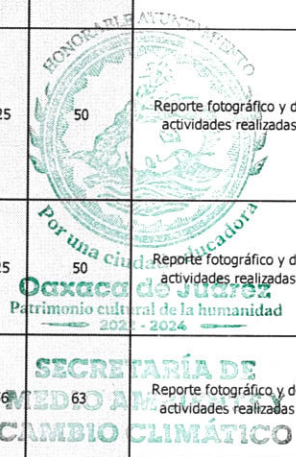 HONORABLE AYUNTAMIENTO
25 50 Reporte fotográfico y d
actividades realizadas
Por una ciudad educadora
25 50 Reporte fotográfico y d
actividades realizadas
Oaxaca de Juárez
Patrimonio cultural de la humanidad
2022 - 2024
SECRETARÍA DE
6 63 Reporte fotográfico y d
MEDIO AMBIENTE Y
actividades realizadas
CAMBIO CLIMÁTICO